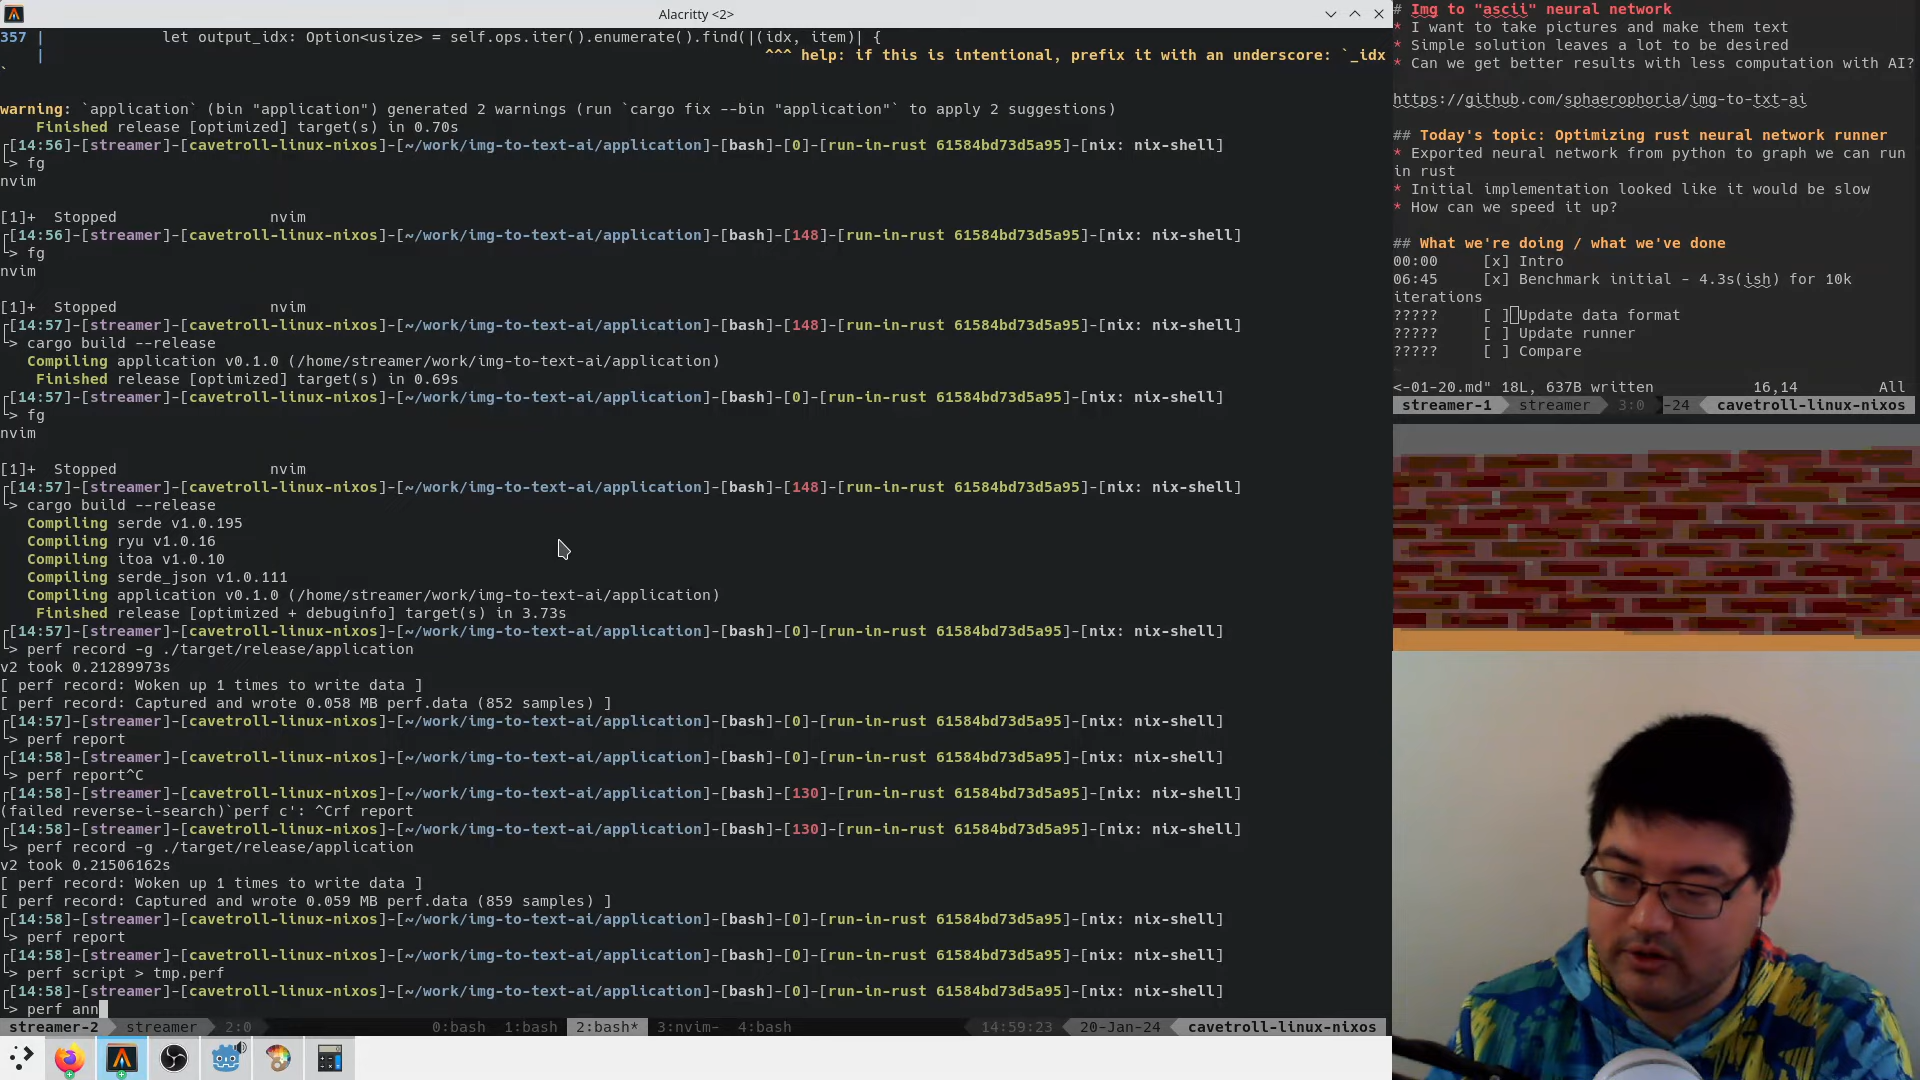 Alacritty <2>
357 |             let output_idx: Option<usize> = self.ops.iter().enumerate().find(|(idx, item)| {
    |                                                                                ^^^ help: if this is intentional, prefix it with an underscore: `_idx
`
warning: `application` (bin "application") generated 2 warnings (run `cargo fix --bin "application"` to apply 2 suggestions)
    Finished release [optimized] target(s) in 0.70s
┌[14:56]-[streamer]-[cavetroll-linux-nixos]-[~/work/img-to-text-ai/application]-[bash]-[0]-[run-in-rust 61584bd73d5a95]-[nix: nix-shell]
└> fg
nvim
[1]+  Stopped                 nvim
┌[14:56]-[streamer]-[cavetroll-linux-nixos]-[~/work/img-to-text-ai/application]-[bash]-[148]-[run-in-rust 61584bd73d5a95]-[nix: nix-shell]
└> fg
nvim
[1]+  Stopped                 nvim
┌[14:57]-[streamer]-[cavetroll-linux-nixos]-[~/work/img-to-text-ai/application]-[bash]-[148]-[run-in-rust 61584bd73d5a95]-[nix: nix-shell]
└> cargo build --release
   Compiling application v0.1.0 (/home/streamer/work/img-to-text-ai/application)
    Finished release [optimized] target(s) in 0.69s
┌[14:57]-[streamer]-[cavetroll-linux-nixos]-[~/work/img-to-text-ai/application]-[bash]-[0]-[run-in-rust 61584bd73d5a95]-[nix: nix-shell]
└> fg
nvim
[1]+  Stopped                 nvim
┌[14:57]-[streamer]-[cavetroll-linux-nixos]-[~/work/img-to-text-ai/application]-[bash]-[148]-[run-in-rust 61584bd73d5a95]-[nix: nix-shell]
└> cargo build --release
   Compiling serde v1.0.195
   Compiling ryu v1.0.16
   Compiling itoa v1.0.10
   Compiling serde_json v1.0.111
   Compiling application v0.1.0 (/home/streamer/work/img-to-text-ai/application)
    Finished release [optimized + debuginfo] target(s) in 3.73s
┌[14:57]-[streamer]-[cavetroll-linux-nixos]-[~/work/img-to-text-ai/application]-[bash]-[0]-[run-in-rust 61584bd73d5a95]-[nix: nix-shell]
└> perf record -g ./target/release/application
v2 took 0.21289973s
[ perf record: Woken up 1 times to write data ]
[ perf record: Captured and wrote 0.058 MB perf.data (852 samples) ]
┌[14:57]-[streamer]-[cavetroll-linux-nixos]-[~/work/img-to-text-ai/application]-[bash]-[0]-[run-in-rust 61584bd73d5a95]-[nix: nix-shell]
└> perf report
┌[14:58]-[streamer]-[cavetroll-linux-nixos]-[~/work/img-to-text-ai/application]-[bash]-[0]-[run-in-rust 61584bd73d5a95]-[nix: nix-shell]
└> perf report^C
┌[14:58]-[streamer]-[cavetroll-linux-nixos]-[~/work/img-to-text-ai/application]-[bash]-[130]-[run-in-rust 61584bd73d5a95]-[nix: nix-shell]
(failed reverse-i-search)`perf c': ^Crf report
┌[14:58]-[streamer]-[cavetroll-linux-nixos]-[~/work/img-to-text-ai/application]-[bash]-[130]-[run-in-rust 61584bd73d5a95]-[nix: nix-shell]
└> perf record -g ./target/release/application
v2 took 0.21506162s
[ perf record: Woken up 1 times to write data ]
[ perf record: Captured and wrote 0.059 MB perf.data (859 samples) ]
┌[14:58]-[streamer]-[cavetroll-linux-nixos]-[~/work/img-to-text-ai/application]-[bash]-[0]-[run-in-rust 61584bd73d5a95]-[nix: nix-shell]
└> perf report
┌[14:58]-[streamer]-[cavetroll-linux-nixos]-[~/work/img-to-text-ai/application]-[bash]-[0]-[run-in-rust 61584bd73d5a95]-[nix: nix-shell]
└> perf script > tmp.perf
┌[14:58]-[streamer]-[cavetroll-linux-nixos]-[~/work/img-to-text-ai/application]-[bash]-[0]-[run-in-rust 61584bd73d5a95]-[nix: nix-shell]
└> perf ann
streamer-2 streamer 2:0 0:bash 1:bash 2:bash* 3:nvim- 4:bash 14:59:23 20-Jan-24 cavetroll-linux-nixos
# Img to "ascii" neural network
* I want to take pictures and make them text
* Simple solution leaves a lot to be desired
* Can we get better results with less computation with AI?
https://github.com/sphaerophoria/img-to-txt-ai
## Today's topic: Optimizing rust neural network runner
* Exported neural network from python to graph we can run
in rust
* Initial implementation looked like it would be slow
* How can we speed it up?
## What we're doing / what we've done
00:00     [x] Intro
06:45     [x] Benchmark initial - 4.3s(ish) for 10k
iterations
?????     [ ] Update data format
?????     [ ] Update runner
?????     [ ] Compare
<-01-20.md" 18L, 637B written 16,14 All
streamer-1 streamer 3:0 -24 cavetroll-linux-nixos